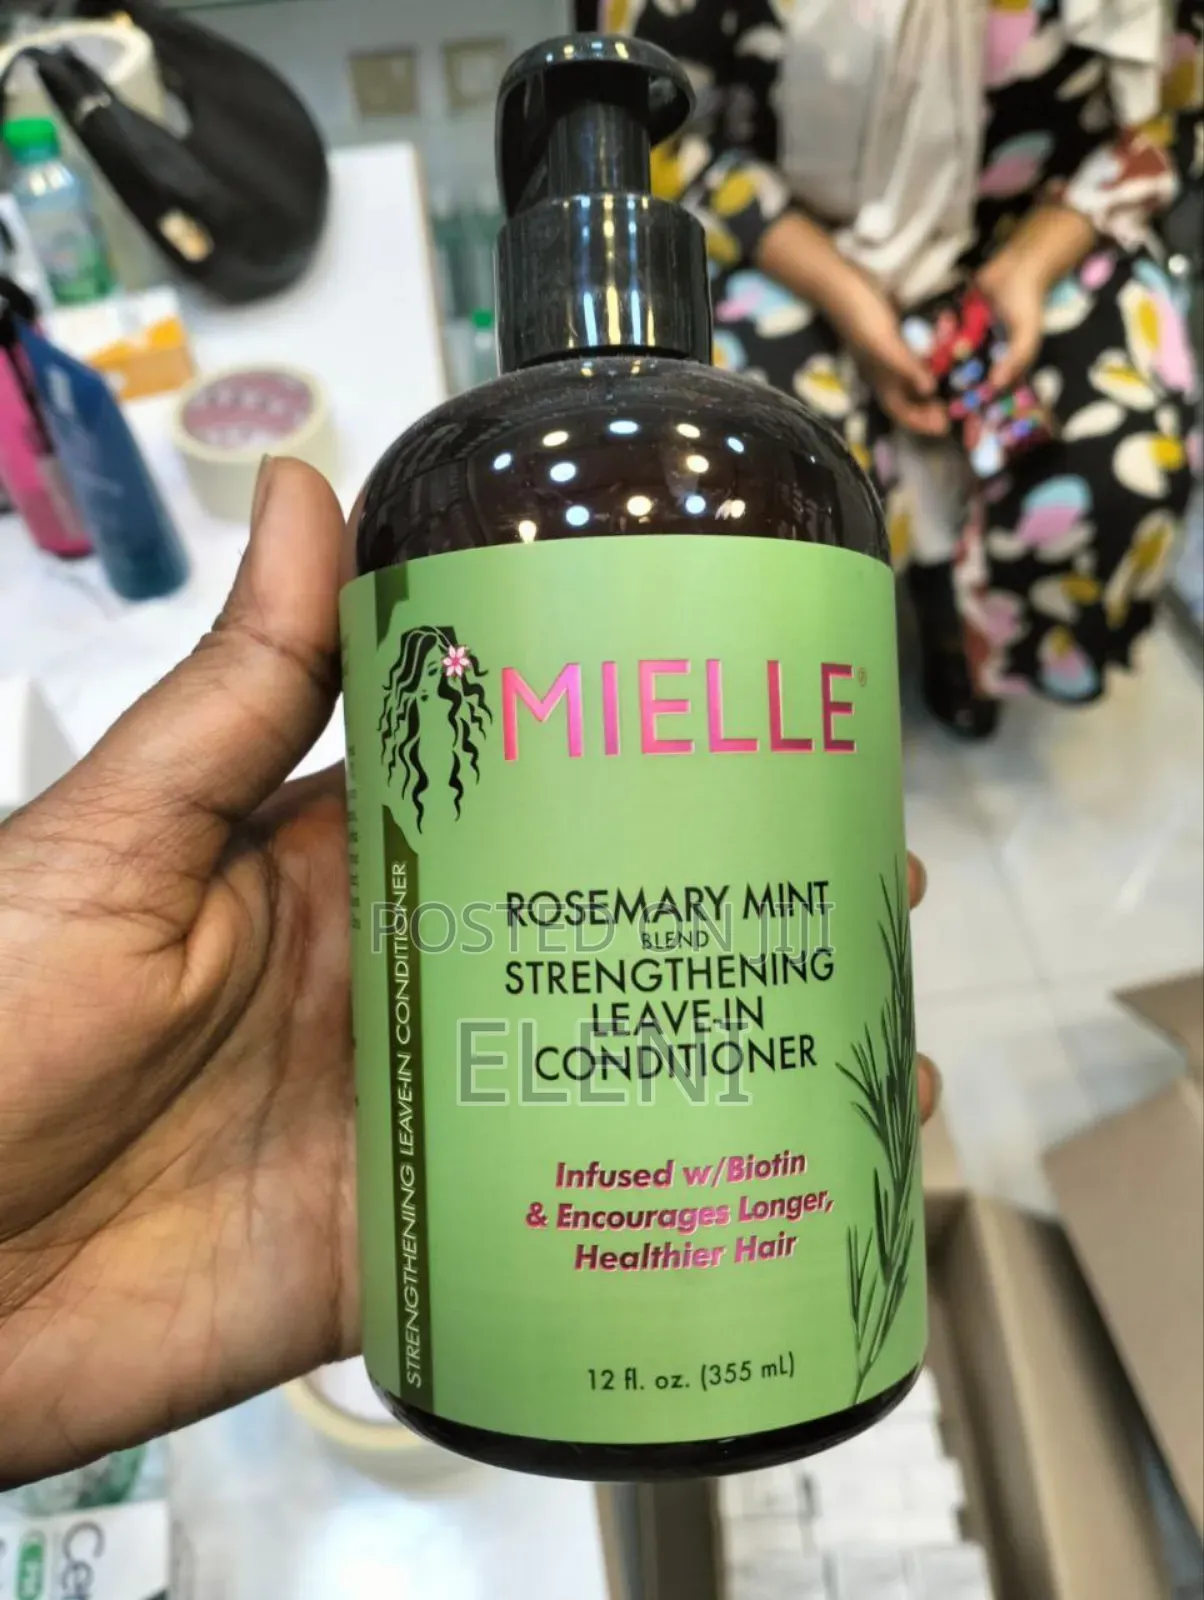 MIELLE®
ROSEMARY MINT
BLEND
STRENGTHENING
LEAVE-IN
CONDITIONER
Infused w/Biotin
& Encourages Longer,
Healthier Hair
12 fl. oz. (355 mL)
STRENGTHENING LEAVE-IN CONDITIONER
POSTED ON JIJI
ELENI